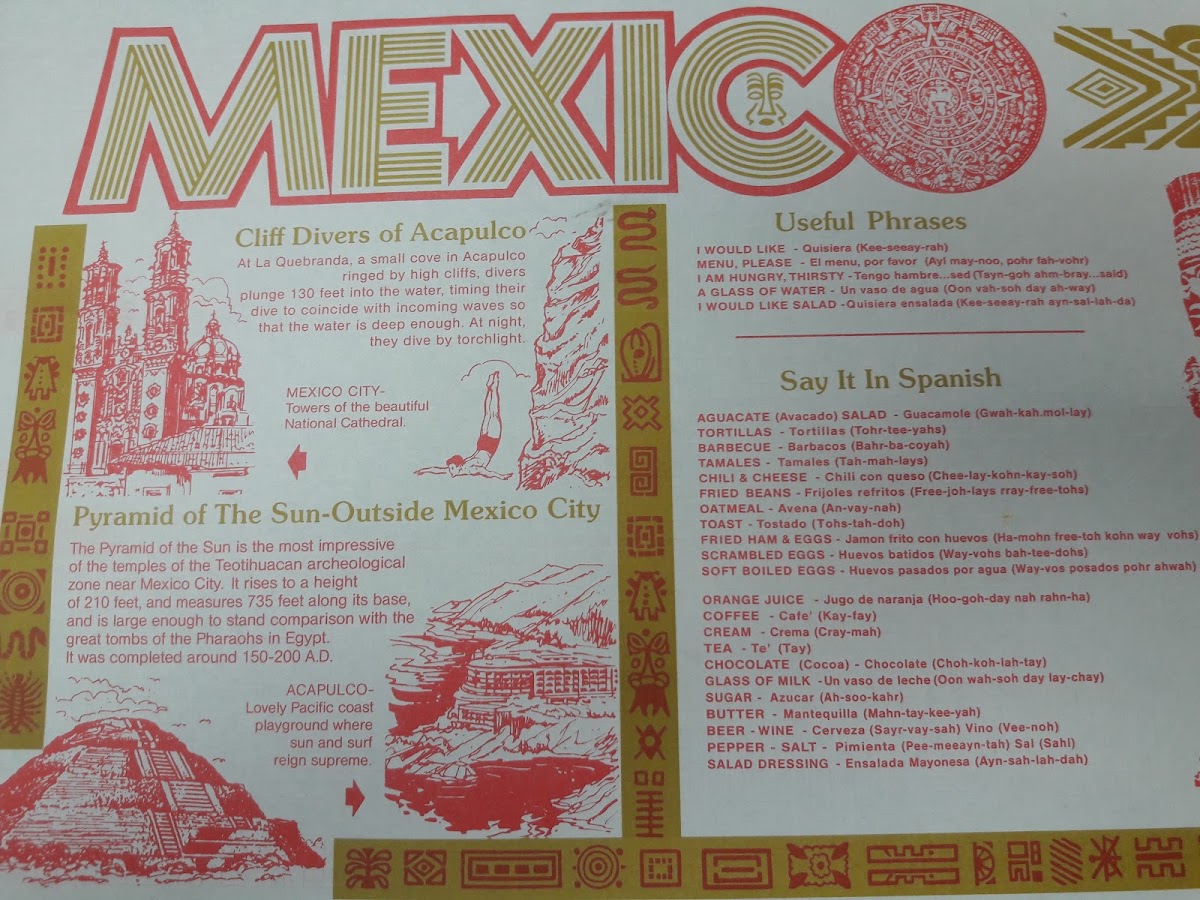 MEXICO
Cliff Divers of Acapulco
At La Quebranda, a small cove in Acapulco
ringed by high cliffs, divers
plunge 130 feet into the water, timing their
dive to coincide with incoming waves so
that the water is deep enough. At night,
they dive by torchlight.
MEXICO CITY-
Towers of the beautiful
National Cathedral.
Pyramid of The Sun-Outside Mexico City
The Pyramid of the Sun is the most impressive
of the temples of the Teotihuacan archeological
zone near Mexico City. It rises to a height
of 210 feet, and measures 735 feet along its base,
and is large enough to stand comparison with the
great tombs of the Pharaohs in Egypt.
It was completed around 150-200 A.D.
ACAPULCO-
Lovely Pacific coast
playground where
sun and surf
reign supreme.
Useful Phrases
I WOULD LIKE - Quisiera (Kee-seeay-rah)
MENU, PLEASE - El menu, por favor (Ayl may-noo, pohr fah-vohr)
I AM HUNGRY, THIRSTY - Tengo hambre...sed (Tayn-goh ahm-bray...said)
A GLASS OF WATER - Un vaso de agua (Oon vah-soh day ah-way)
I WOULD LIKE SALAD - Quisiera ensalada (Kee-seeay-rah ayn-sal-lah-da)
Say It In Spanish
AGUACATE (Avacado) SALAD - Guacamole (Gwah-kah.mol-lay)
TORTILLAS - Tortillas (Tohr-tee-yahs)
BARBECUE - Barbacos (Bahr-ba-coyah)
TAMALES - Tamales (Tah-mah-lays)
CHILI & CHEESE - Chili con queso (Chee-lay-kohn-kay-soh)
FRIED BEANS - Frijoles refritos (Free-joh-lays rray-free-tohs)
OATMEAL - Avena (An-vay-nah)
TOAST - Tostado (Tohs-tah-doh)
FRIED HAM & EGGS - Jamon frito con huevos (Ha-mohn free-toh kohn way vohs)
SCRAMBLED EGGS - Huevos batidos (Way-vohs bah-tee-dohs)
SOFT BOILED EGGS - Huevos pasados por agua (Way-vos posados pohr ahwah)
ORANGE JUICE - Jugo de naranja (Hoo-goh-day nah rahn-ha)
COFFEE - Cafe' (Kay-fay)
CREAM - Crema (Cray-mah)
TEA - Te' (Tay)
CHOCOLATE (Cocoa) - Chocolate (Choh-koh-lah-tay)
GLASS OF MILK - Un vaso de leche (Oon wah-soh day lay-chay)
SUGAR - Azucar (Ah-soo-kahr)
BUTTER - Mantequilla (Mahn-tay-kee-yah)
BEER - WINE - Cerveza (Sayr-vay-sah) Vino (Vee-noh)
PEPPER - SALT - Pimienta (Pee-meeayn-tah) Sal (Sahl)
SALAD DRESSING - Ensalada Mayonesa (Ayn-sah-lah-dah)